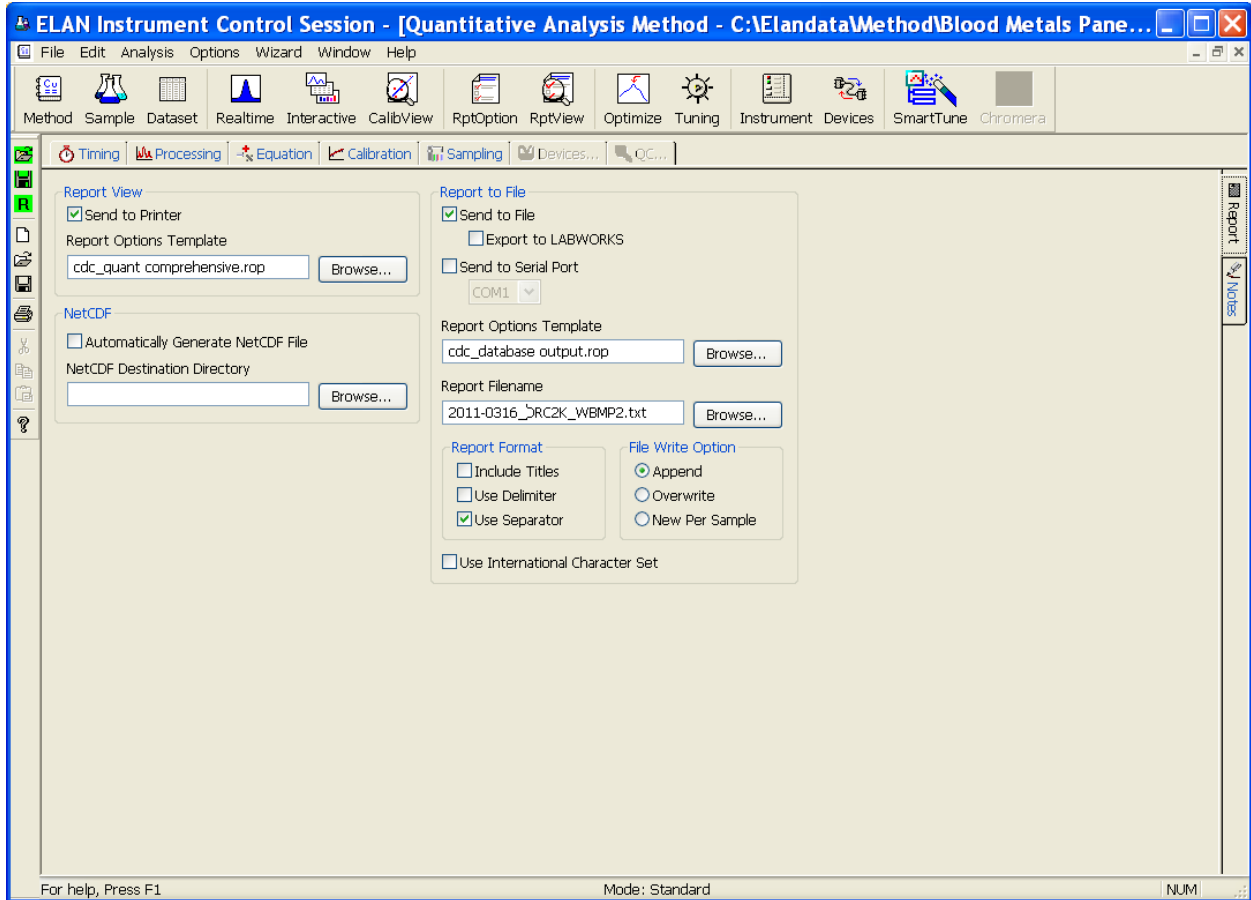 ELAN Instrument Control Session - [Quantitative Analysis Method - C:\Elandata\Method\Blood Metals Pane...
File Edit Analysis Options Wizard Window Help
Method Sample Dataset Realtime Interactive CalibView RptOption RptView Optimize Tuning Instrument Devices SmartTune Chromera
Timing Processing Equation Calibration Sampling Devices... QC...
Report View
Send to Printer
Report Options Template
cdc_quant comprehensive.rop Browse...
NetCDF
Automatically Generate NetCDF File
NetCDF Destination Directory
Browse...
Report to File
Send to File
Export to LABWORKS
Send to Serial Port
COM1
Report Options Template
cdc_database output.rop Browse...
Report Filename
2011-0316_DRC2K_WBMP2.txt Browse...
Report Format
Include Titles
Use Delimiter
Use Separator
File Write Option
Append
Overwrite
New Per Sample
Use International Character Set
Report
Notes
For help, Press F1 Mode: Standard NUM